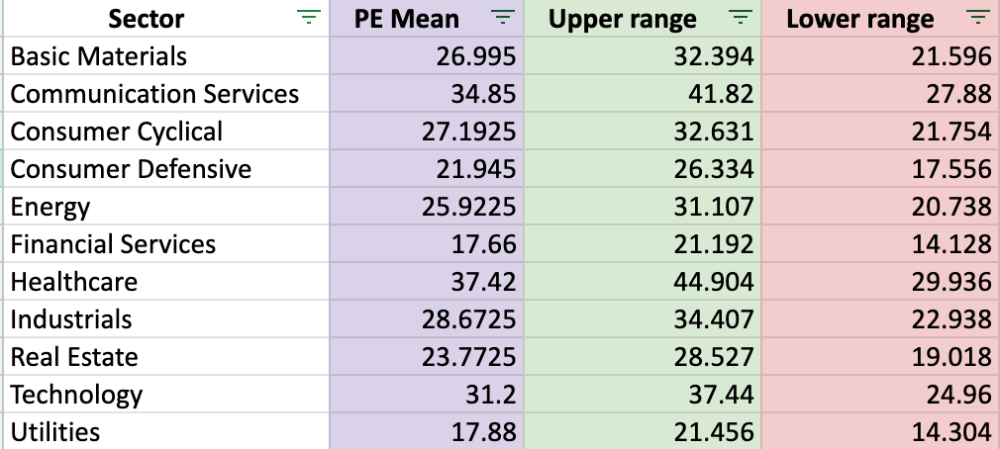 Sector PE Mean Upper range Lower range
Basic Materials 26.995 32.394 21.596
Communication Services 34.85 41.82 27.88
Consumer Cyclical 27.1925 32.631 21.754
Consumer Defensive 21.945 26.334 17.556
Energy 25.9225 31.107 20.738
Financial Services 17.66 21.192 14.128
Healthcare 37.42 44.904 29.936
Industrials 28.6725 34.407 22.938
Real Estate 23.7725 28.527 19.018
Technology 31.2 37.44 24.96
Utilities 17.88 21.456 14.304